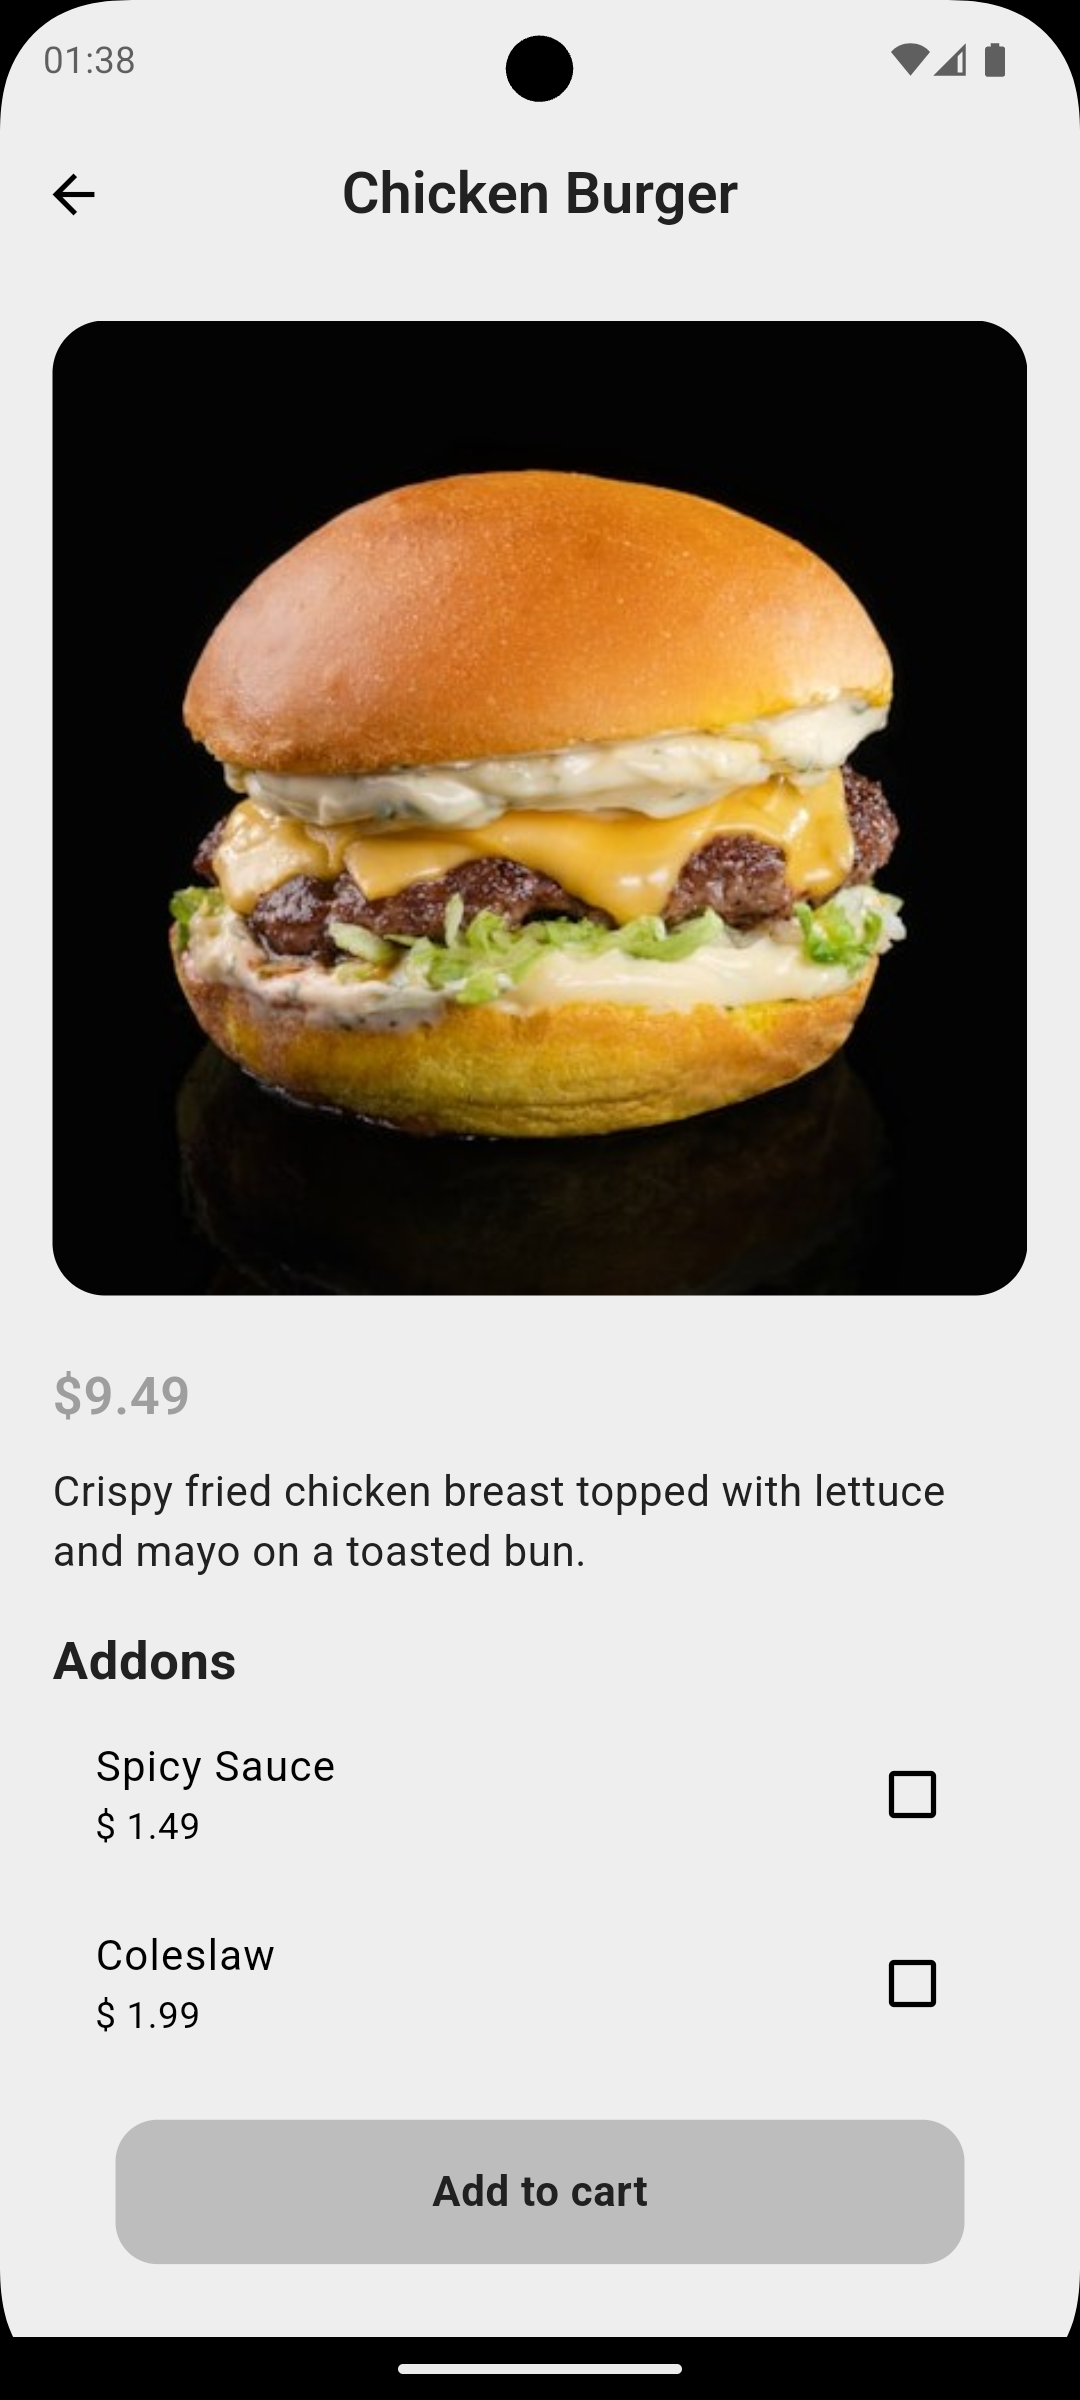 01:38
Chicken Burger
$9.49
Crispy fried chicken breast topped with lettuce
and mayo on a toasted bun.
Addons
Spicy Sauce
$ 1.49
Coleslaw
$ 1.99
Add to cart